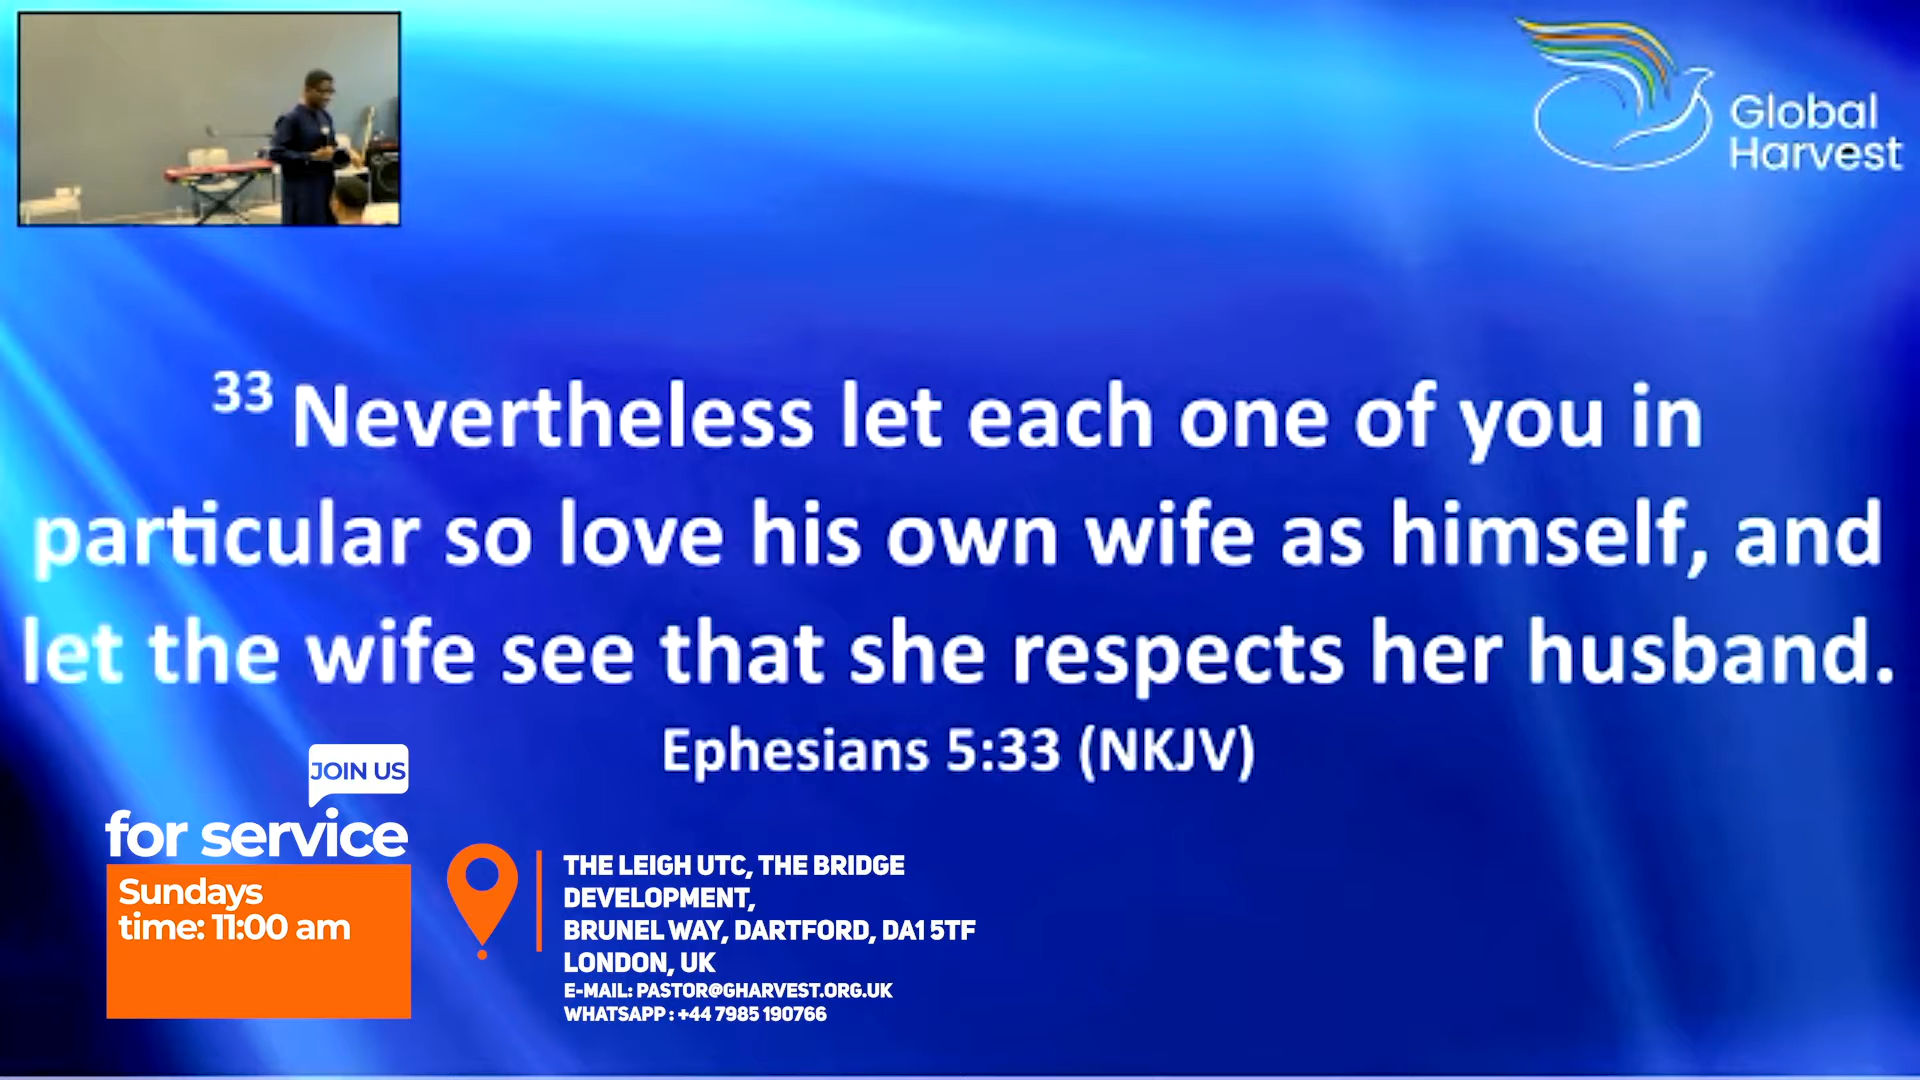 Global
Harvest
33 Nevertheless let each one of you in
particular so love his own wife as himself, and
let the wife see that she respects her husband.
Ephesians 5:33 (NKJV)
JOIN US
for service
Sundays
time: 11:00 am
THE LEIGH UTC, THE BRIDGE
DEVELOPMENT,
BRUNEL WAY, DARTFORD, DA1 5TF
LONDON, UK
E-MAIL: PASTOR@GHARVEST.ORG.UK
WHATSAPP : +44 7985 190766